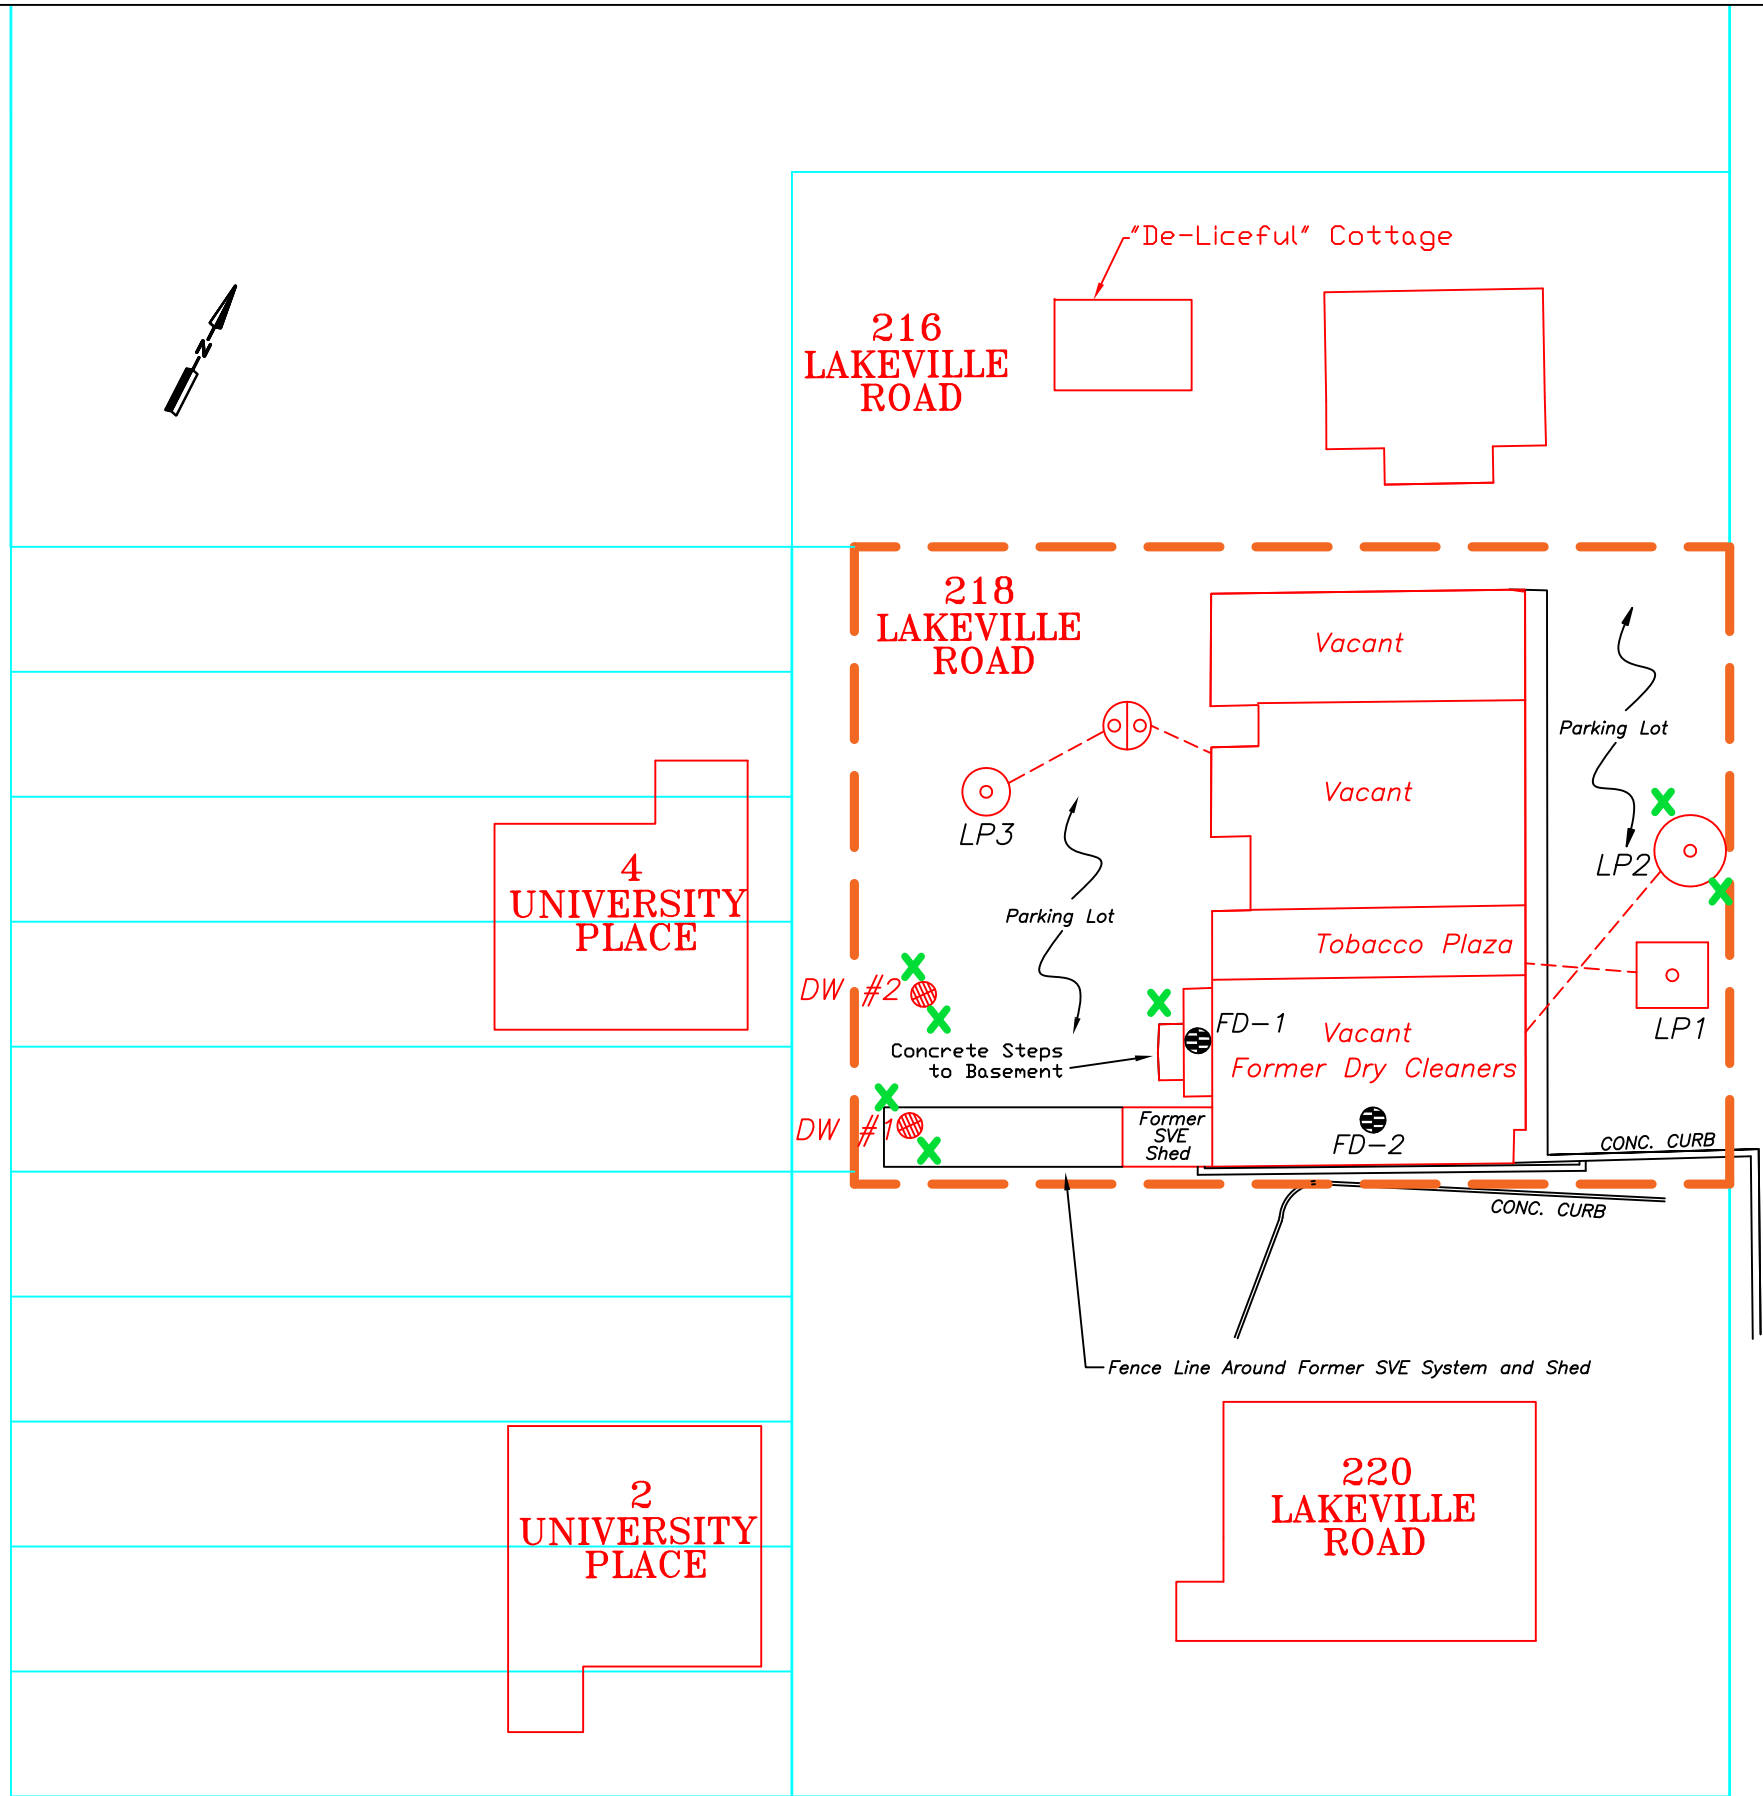 "De-Liceful" Cottage
216
LAKEVILLE
ROAD
N
218
LAKEVILLE
ROAD
Vacant
Parking Lot
Vacant
LP3
LP2
4
UNIVERSITY
PLACE
Parking Lot
Tobacco Plaza
DW #2
FD-1
LP1
Vacant
Former Dry Cleaners
Concrete Steps
to Basement
DW #1
Former
SVE
Shed
FD-2
CONC. CURB
CONC. CURB
Fence Line Around Former SVE System and Shed
220
LAKEVILLE
ROAD
2
UNIVERSITY
PLACE